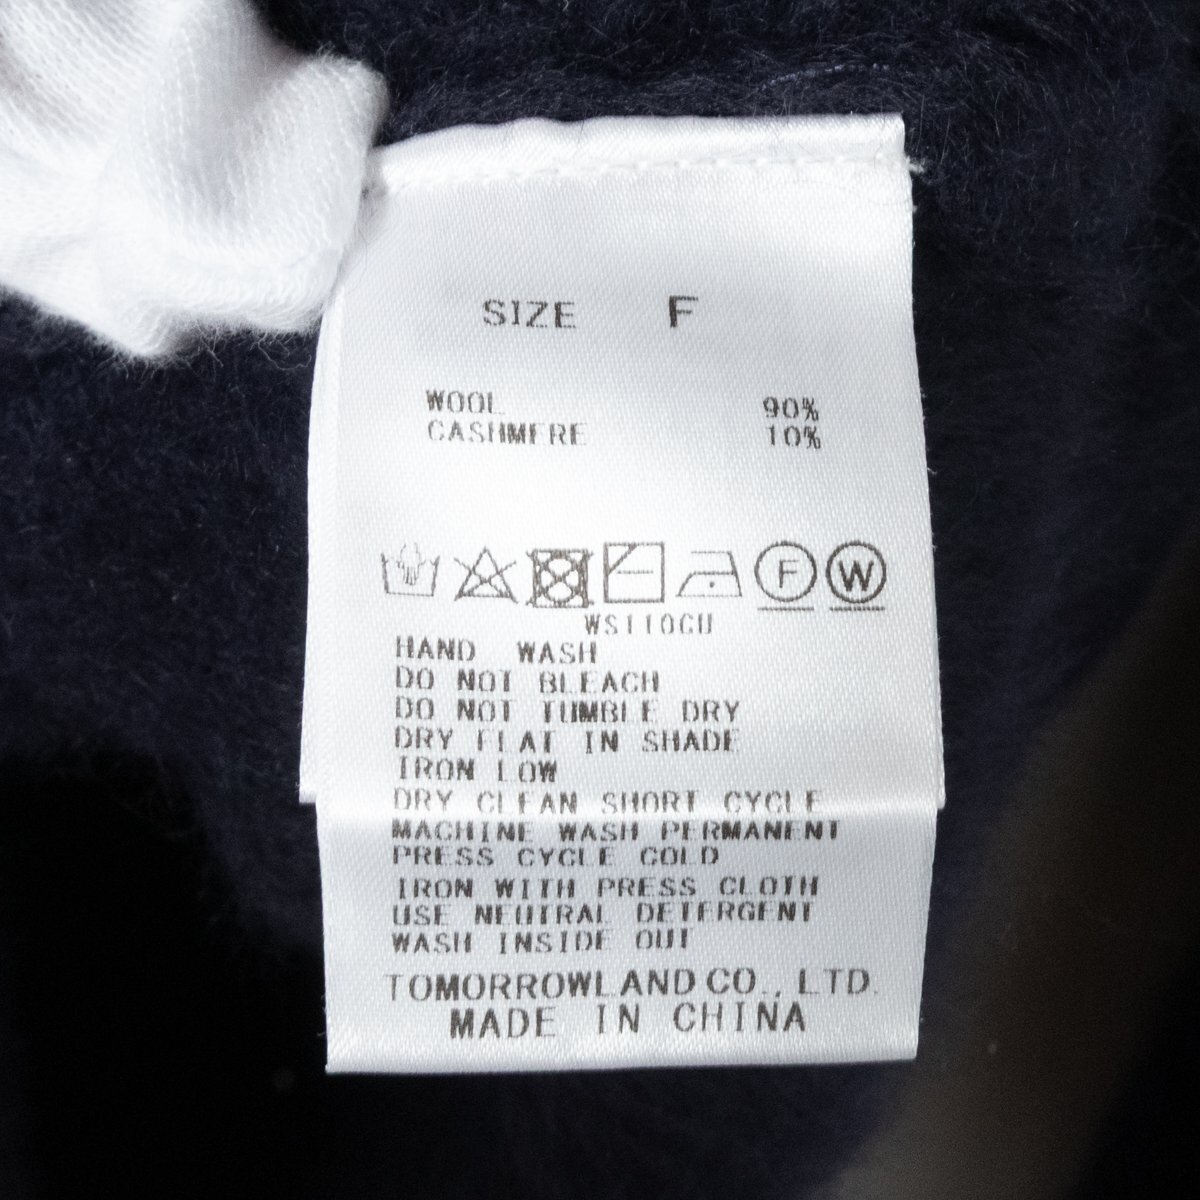 SIZE F
WOOL 90%
CASHMERE 10%
F W
WS110CU
HAND WASH
DO NOT BLEACH
DO NOT TUMBLE DRY
DRY FLAT IN SHADE
IRON LOW
DRY CLEAN SHORT CYCLE
MACHINE WASH PERMANENT
PRESS CYCLE COLD
IRON WITH PRESS CLOTH
USE NEUTRAL DETERGENT
WASH INSIDE OUT
TOMORROWLAND CO., LTD.
MADE IN CHINA